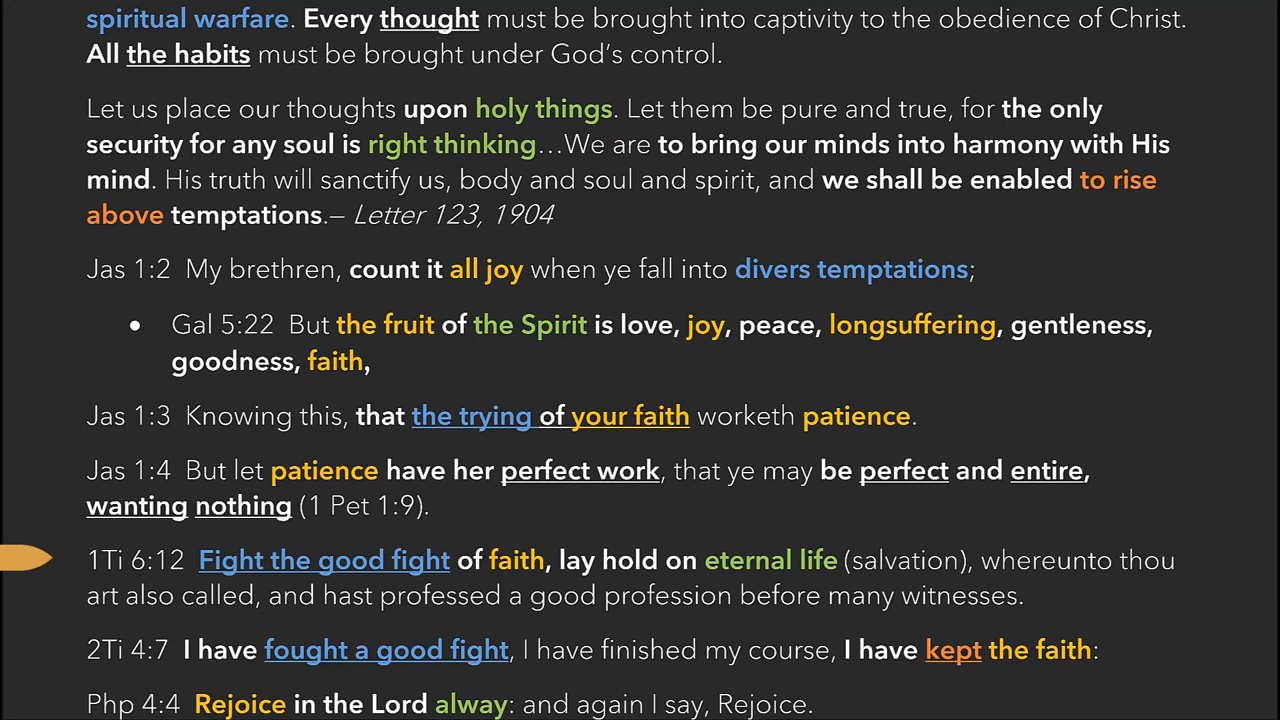 spiritual warfare. Every thought must be brought into captivity to the obedience of Christ.
All the habits must be brought under God’s control.
Let us place our thoughts upon holy things. Let them be pure and true, for the only
security for any soul is right thinking…We are to bring our minds into harmony with His
mind. His truth will sanctify us, body and soul and spirit, and we shall be enabled to rise
above temptations.– Letter 123, 1904
Jas 1:2 My brethren, count it all joy when ye fall into divers temptations;
• Gal 5:22 But the fruit of the Spirit is love, joy, peace, longsuffering, gentleness,
goodness, faith,
Jas 1:3 Knowing this, that the trying of your faith worketh patience.
Jas 1:4 But let patience have her perfect work, that ye may be perfect and entire,
wanting nothing (1 Pet 1:9).
1Ti 6:12 Fight the good fight of faith, lay hold on eternal life (salvation), whereunto thou
art also called, and hast professed a good profession before many witnesses.
2Ti 4:7 I have fought a good fight, I have finished my course, I have kept the faith:
Php 4:4 Rejoice in the Lord alway: and again I say, Rejoice.